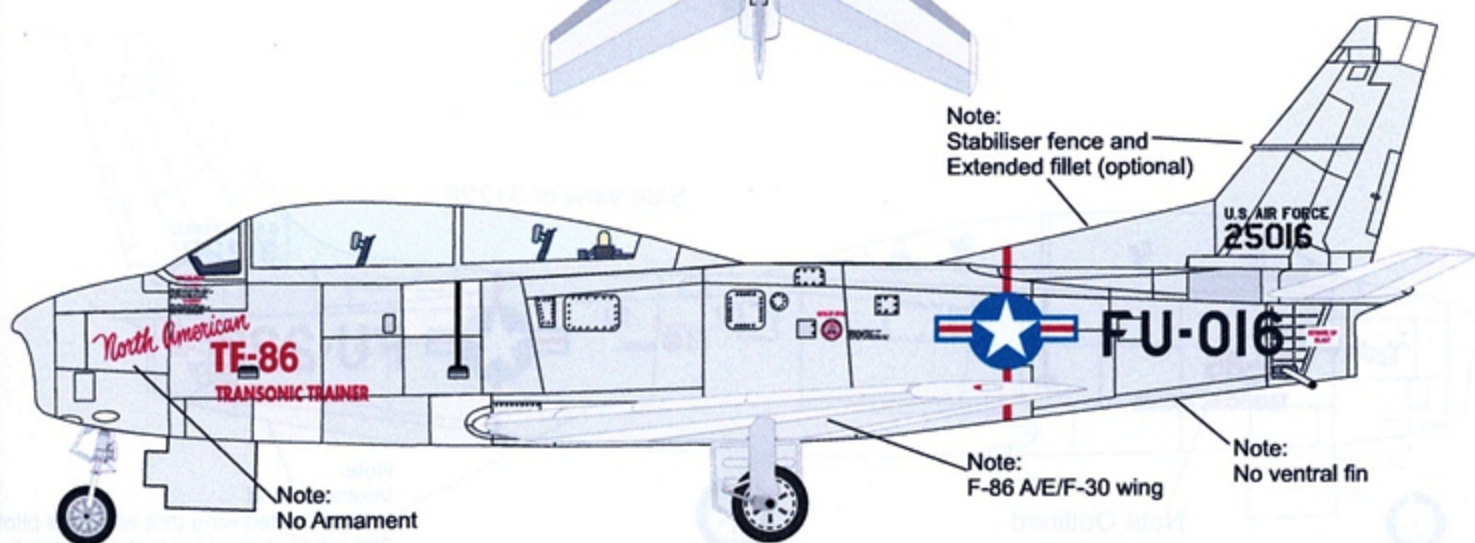 Note:
Stabiliser fence and
Extended fillet (optional)
U.S. AIR FORCE
25016
North American
TF-86
TRANSONIC TRAINER
FU-016
Note:
No Armament
Note:
F-86 A/E/F-30 wing
Note:
No ventral fin